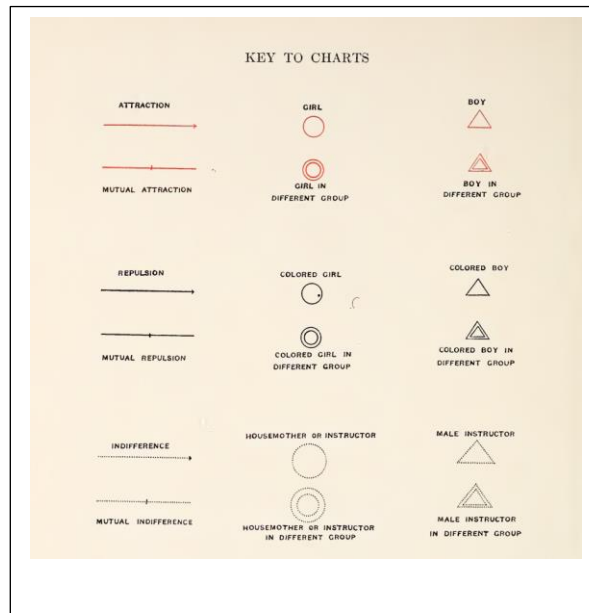 KEY TO CHARTS
ATTRACTION
GIRL
BOY
MUTUAL ATTRACTION
GIRL IN
DIFFERENT GROUP
BOY IN
DIFFERENT GROUP
REPULSION
COLORED GIRL
COLORED BOY
MUTUAL REPULSION
COLORED GIRL IN
DIFFERENT GROUP
COLORED BOY IN
DIFFERENT GROUP
INDIFFERENCE
HOUSEMOTHER OR INSTRUCTOR
MALE INSTRUCTOR
MUTUAL INDIFFERENCE
HOUSEMOTHER OR INSTRUCTOR
IN DIFFERENT GROUP
MALE INSTRUCTOR
IN DIFFERENT GROUP